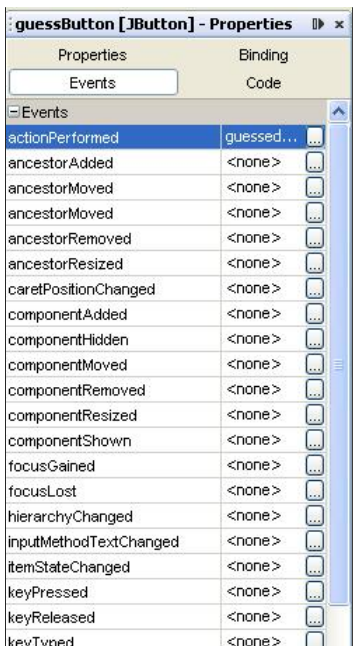 guessButton [JButton] - Properties
Properties Binding
Events Code
Events
actionPerformed guessed... ...
ancestorAdded <none> ...
ancestorMoved <none> ...
ancestorMoved <none> ...
ancestorRemoved <none> ...
ancestorResized <none> ...
caretPositionChanged <none> ...
componentAdded <none> ...
componentHidden <none> ...
componentMoved <none> ...
componentRemoved <none> ...
componentResized <none> ...
componentShown <none> ...
focusGained <none> ...
focusLost <none> ...
hierarchyChanged <none> ...
inputMethodTextChanged <none> ...
itemStateChanged <none> ...
keyPressed <none> ...
keyReleased <none> ...
keyTyped <none> ...